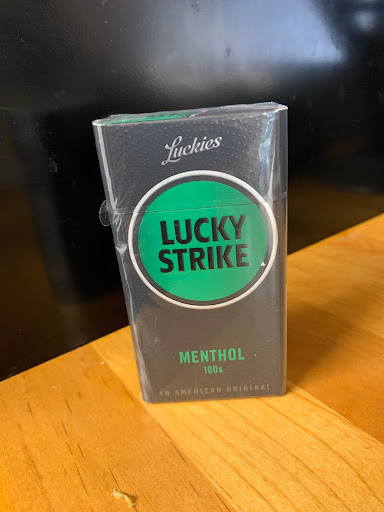 Luckies
LUCKY
STRIKE
MENTHOL
100s
AN AMERICAN ORIGINAL